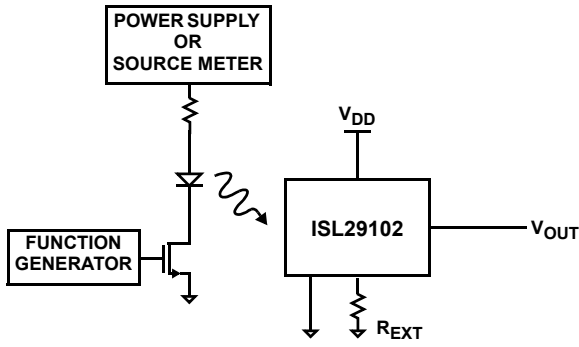 POWER SUPPLY
OR
SOURCE METER
VDD
ISL29102
VOUT
FUNCTION
GENERATOR
REXT